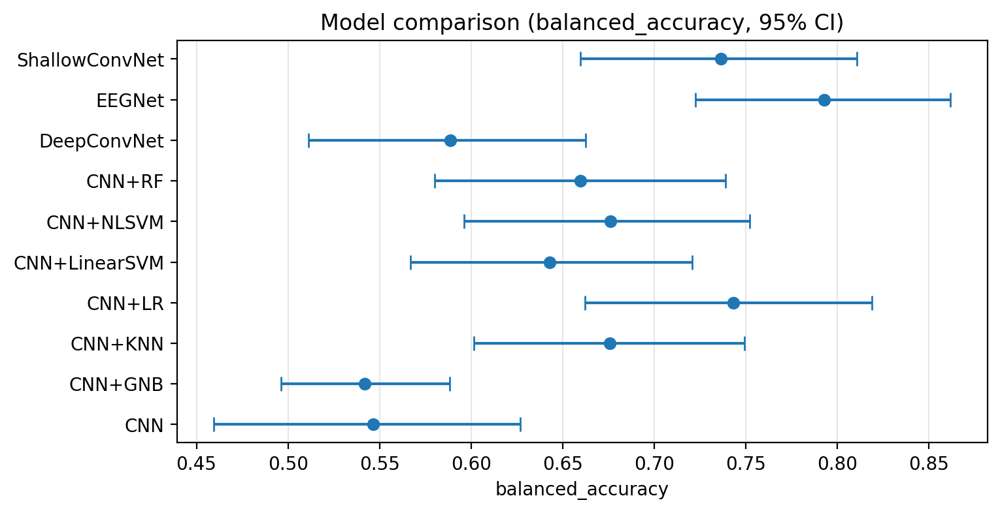 Model comparison (balanced_accuracy, 95% CI)
ShallowConvNet
EEGNet
DeepConvNet
CNN+RF
CNN+NLSVM
CNN+LinearSVM
CNN+LR
CNN+KNN
CNN+GNB
CNN
0.45 0.50 0.55 0.60 0.65 0.70 0.75 0.80 0.85
balanced_accuracy